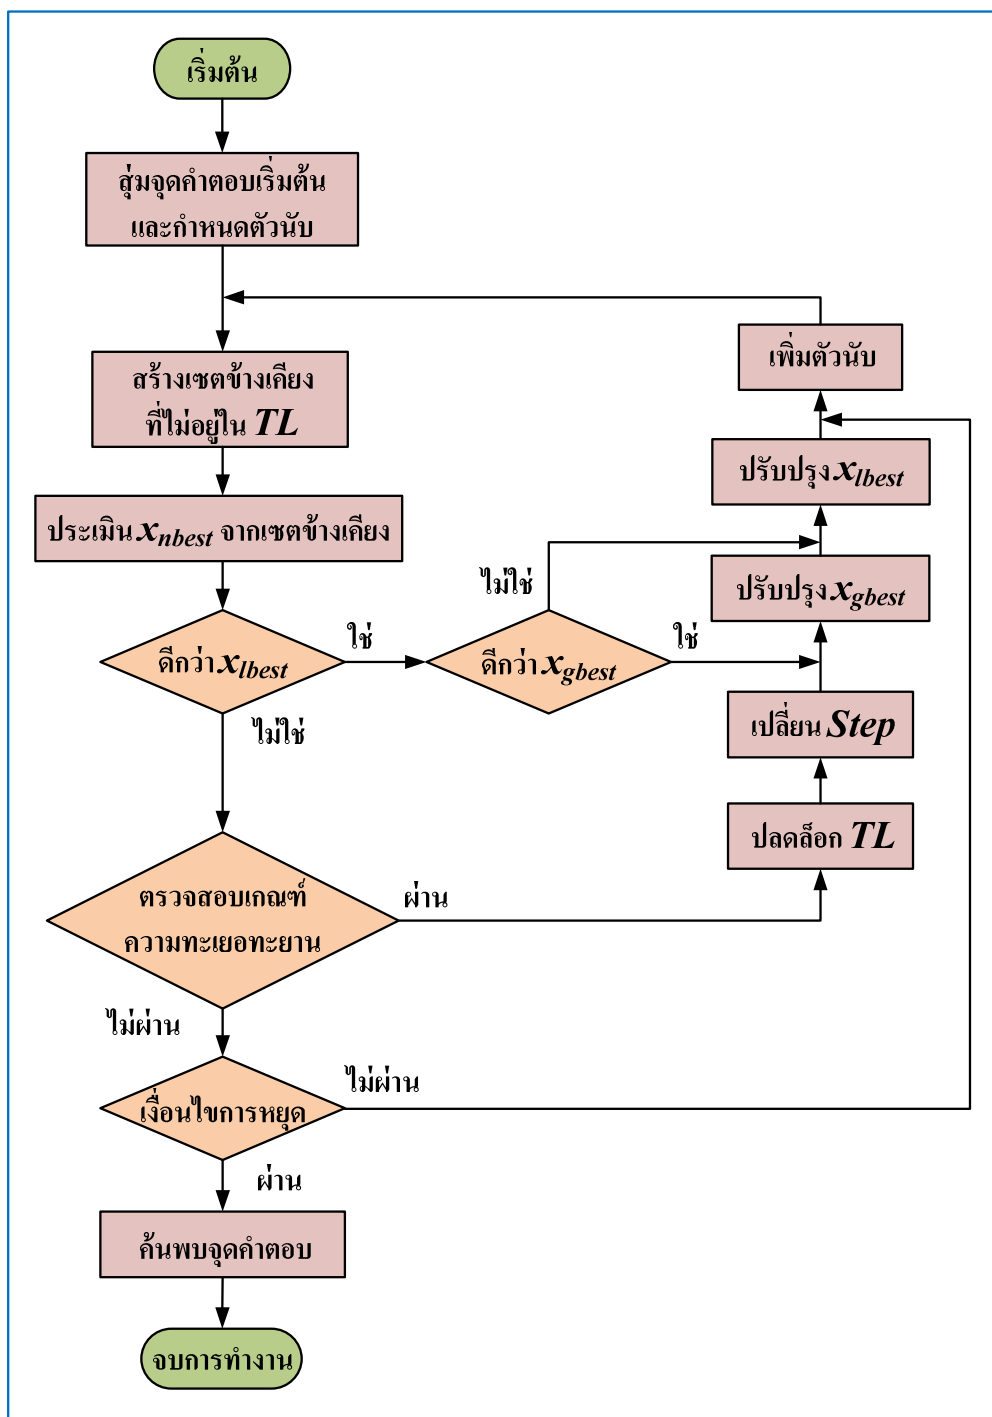 เริ่มต้น
สุ่มจุดคำตอบเริ่มต้น
และกำหนดตัวนับ
เพิ่มตัวนับ
สร้างเซตข้างเคียง
ที่ไม่อยู่ใน TL
ปรับปรุง x_lbest
ประเมิน x_nbest จากเซตข้างเคียง
ไม่ใช่
ปรับปรุง x_gbest
ใช่
ใช่
ดีกว่า x_lbest
ดีกว่า x_gbest
ไม่ใช่
เปลี่ยน Step
ปลดล็อก TL
ตรวจสอบเกณฑ์
ความทะเยอทะยาน
ผ่าน
ไม่ผ่าน
ไม่ผ่าน
เงื่อนไขการหยุด
ผ่าน
ค้นพบจุดคำตอบ
จบการทำงาน